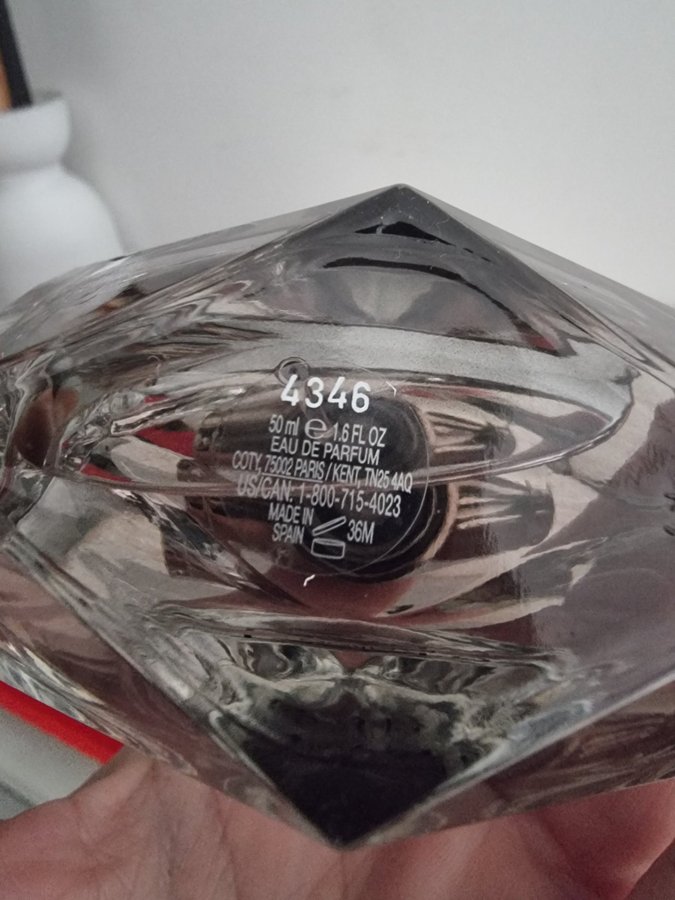 4346
50 ml e 1.6 FL OZ
EAU DE PARFUM
COTY, 75002 PARIS / KENT, TN25 4AQ
US/CAN: 1-800-715-4023
MADE IN
SPAIN 36M